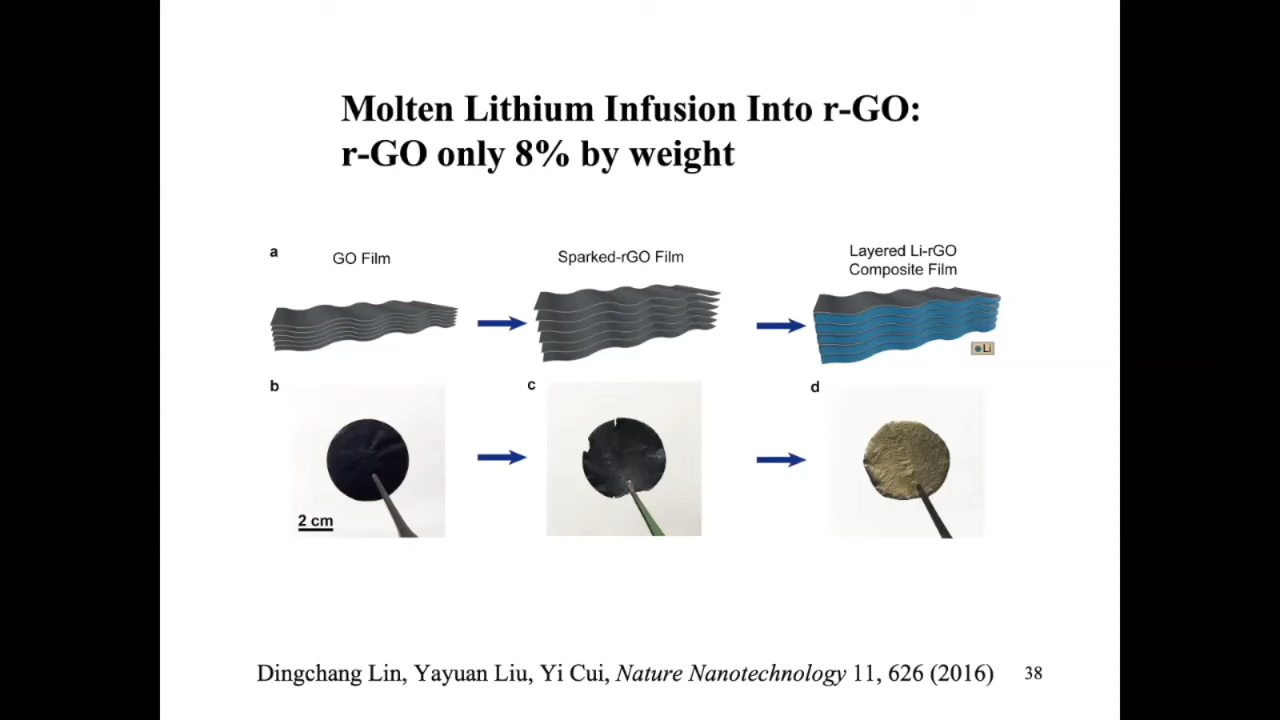 Molten Lithium Infusion Into r-GO:
r-GO only 8% by weight
a
GO Film
Sparked-rGO Film
Layered Li-rGO
Composite Film
Li
b
c
d
2 cm
Dingchang Lin, Yayuan Liu, Yi Cui, Nature Nanotechnology 11, 626 (2016)
38